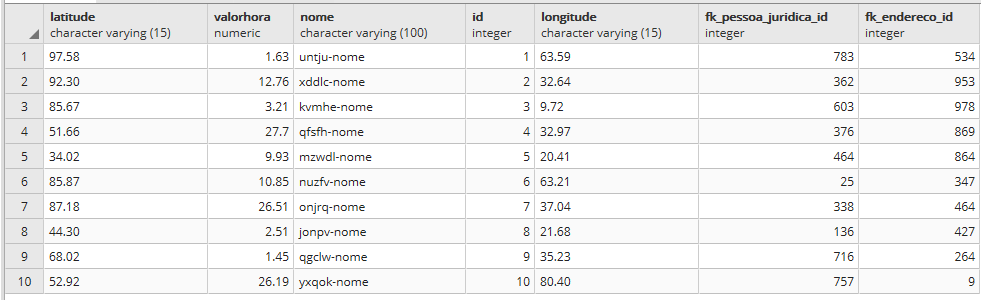 latitude valorhora nome id longitude fk_pessoa_juridica_id fk_endereco_id
character varying (15) numeric character varying (100) integer character varying (15) integer integer
1 97.58 1.63 untju-nome 1 63.59 783 534
2 92.30 12.76 xddlc-nome 2 32.64 362 953
3 85.67 3.21 kvmhe-nome 3 9.72 603 978
4 51.66 27.7 qfsfh-nome 4 32.97 376 869
5 34.02 9.93 mzwdl-nome 5 20.41 464 864
6 85.87 10.85 nuzfv-nome 6 63.21 25 347
7 87.18 26.51 onjrq-nome 7 37.04 338 464
8 44.30 2.51 jonpv-nome 8 21.68 136 427
9 68.02 1.45 qgclw-nome 9 35.23 716 264
10 52.92 26.19 yxqok-nome 10 80.40 757 9